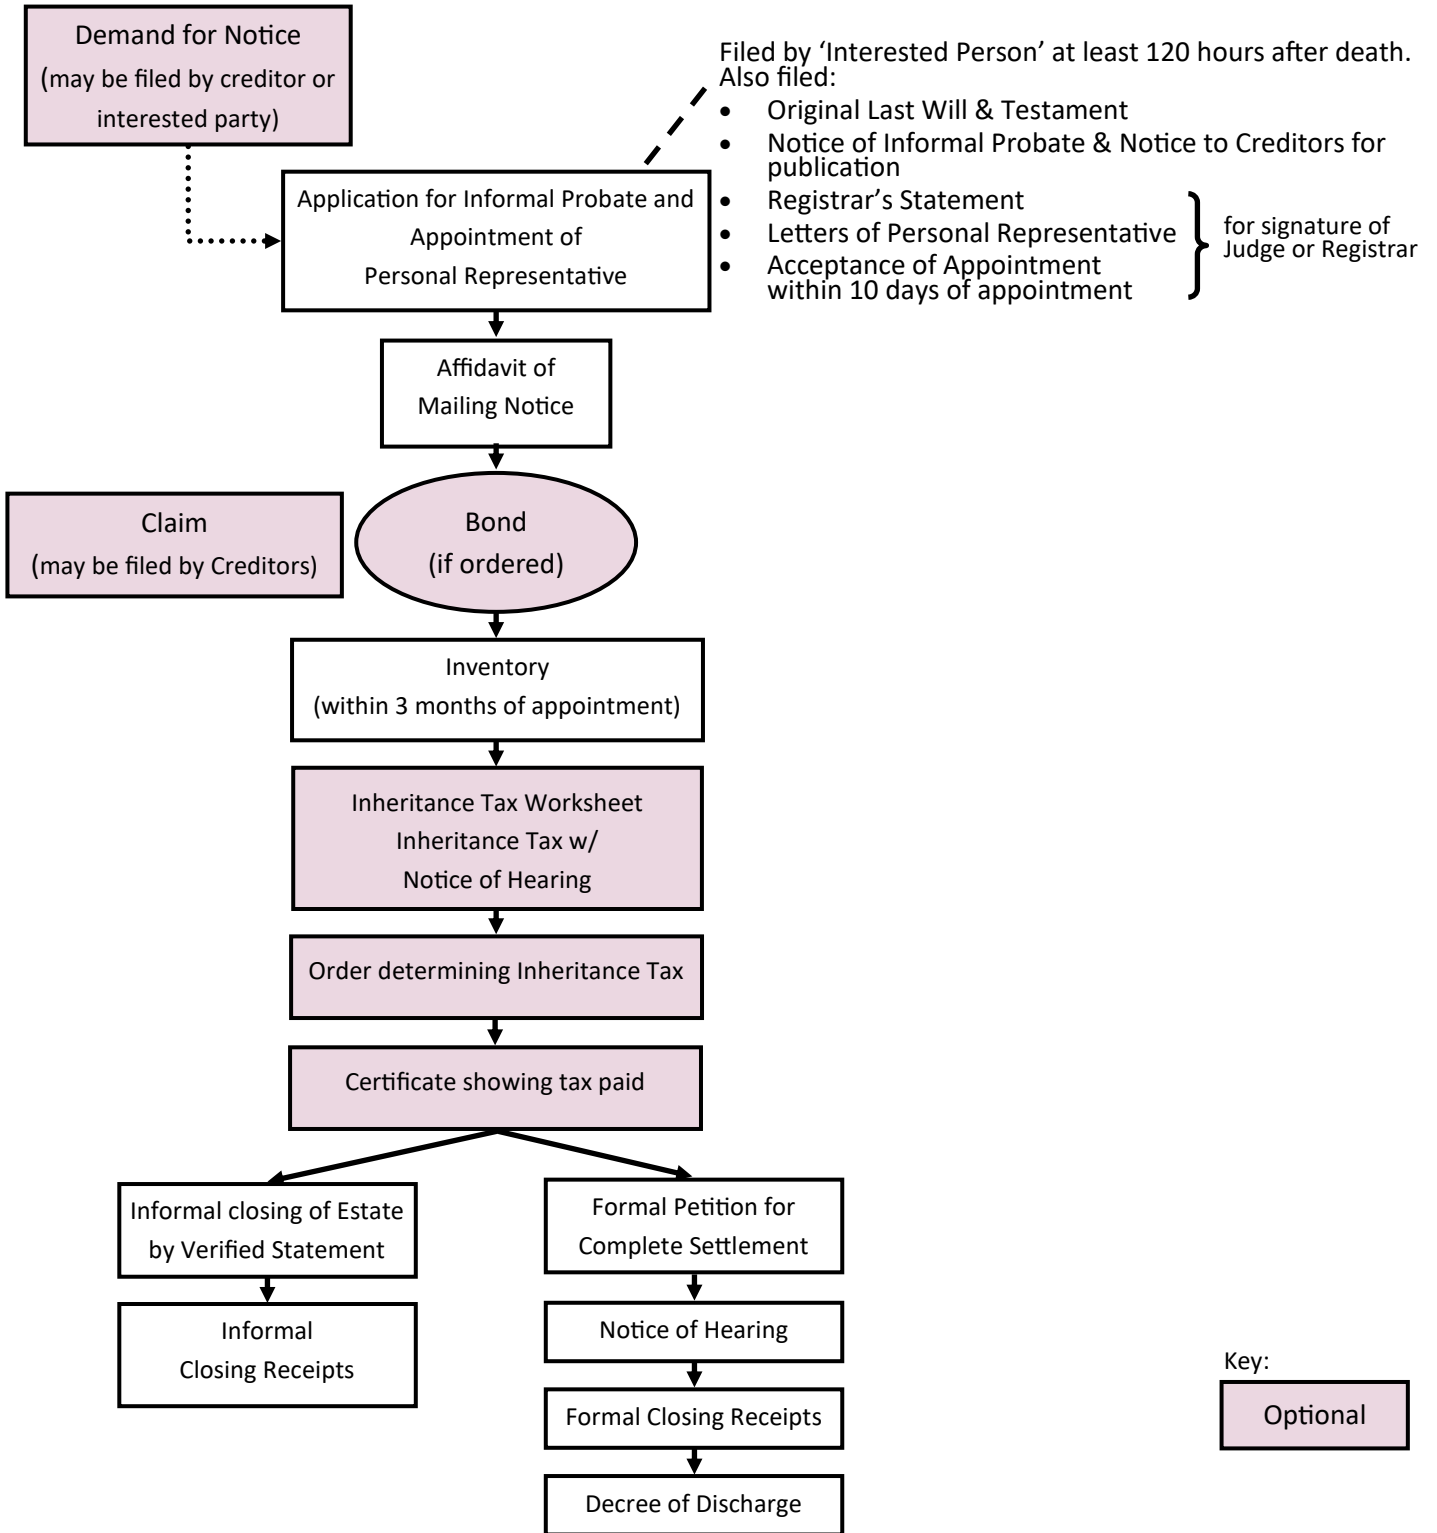 Demand for Notice
(may be filed by creditor or
interested party)
Filed by ‘Interested Person’ at least 120 hours after death.
Also filed:
• Original Last Will & Testament
• Notice of Informal Probate & Notice to Creditors for
publication
• Registrar’s Statement
• Letters of Personal Representative
• Acceptance of Appointment
within 10 days of appointment
for signature of
Judge or Registrar
Application for Informal Probate and
Appointment of
Personal Representative
Affidavit of
Mailing Notice
Claim
(may be filed by Creditors)
Bond
(if ordered)
Inventory
(within 3 months of appointment)
Inheritance Tax Worksheet
Inheritance Tax w/
Notice of Hearing
Order determining Inheritance Tax
Certificate showing tax paid
Informal closing of Estate
by Verified Statement
Informal
Closing Receipts
Formal Petition for
Complete Settlement
Notice of Hearing
Formal Closing Receipts
Decree of Discharge
Key:
Optional